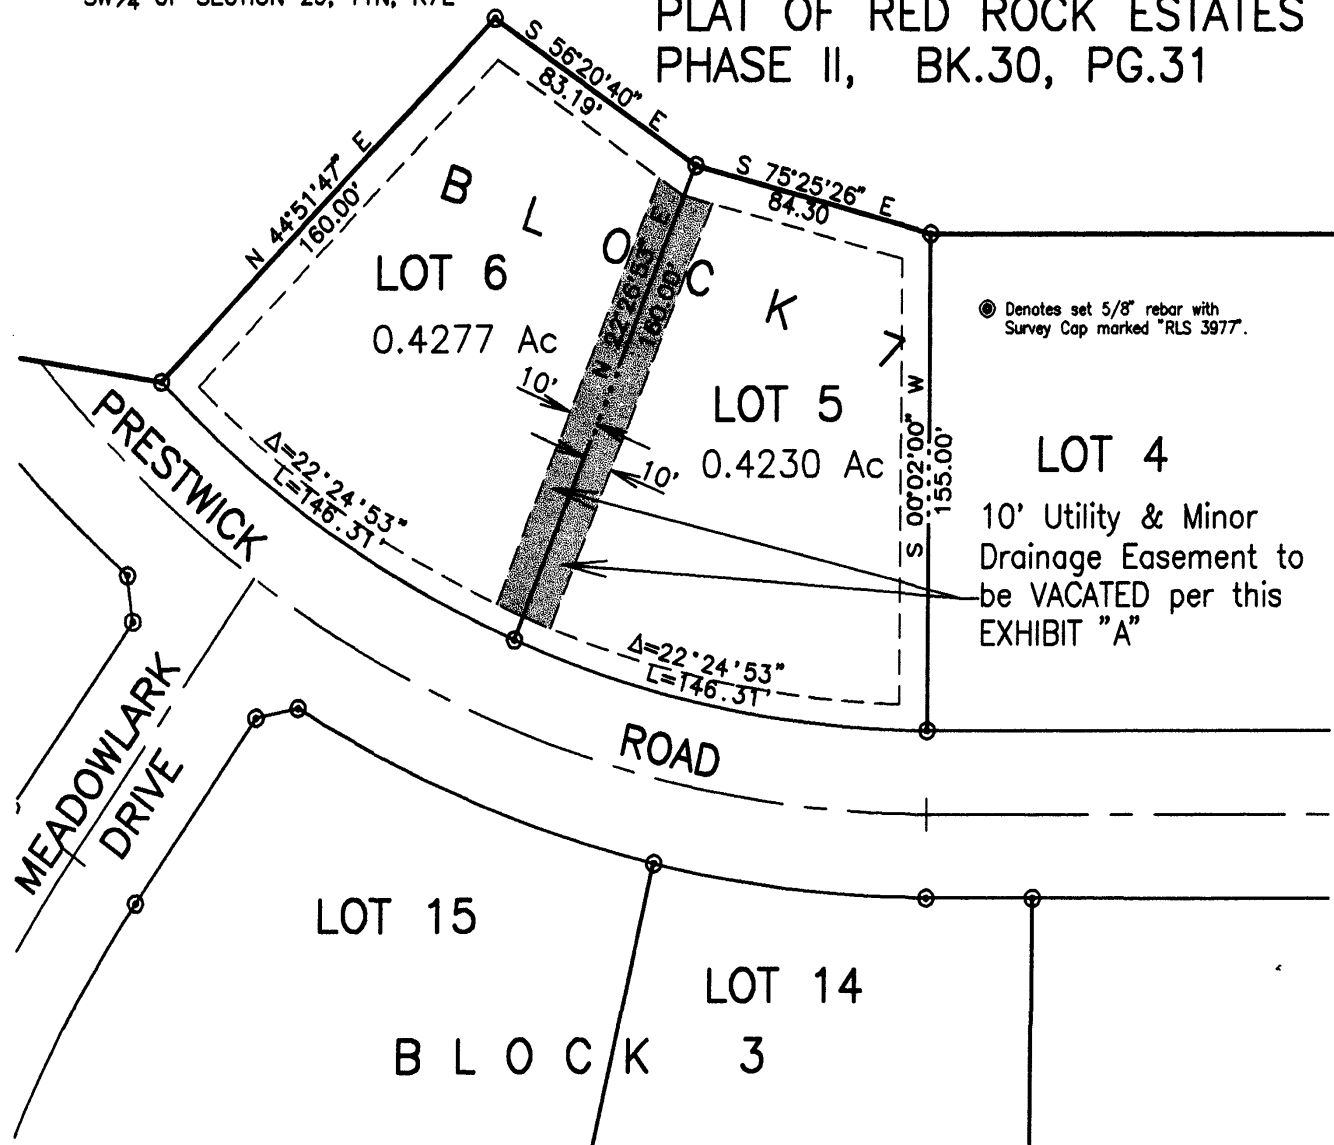 PLAT OF RED ROCK ESTATES
PHASE II, BK.30, PG.31
S 56°20'40" E
83.19'
S 75°25'26" E
84.30
N 44°51'47" E
160.00'
BLOCK 7
N 22°26'53" E
160.00'
LOT 6
0.4277 Ac
10'
LOT 5
0.4230 Ac
10'
Denotes set 5/8" rebar with
Survey Cap marked "RLS 3977".
S 00°02'00" W
155.00'
LOT 4
10' Utility & Minor
Drainage Easement to
be VACATED per this
EXHIBIT "A"
Δ=22°24'53"
L=146.31'
Δ=22°24'53"
L=146.31'
PRESTWICK
ROAD
MEADOWLARK
DRIVE
LOT 15
LOT 14
BLOCK 3